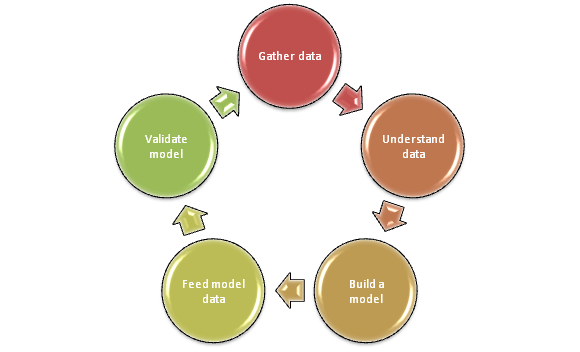 Gather data
Understand
data
Build a
model
Feed model
data
Validate
model